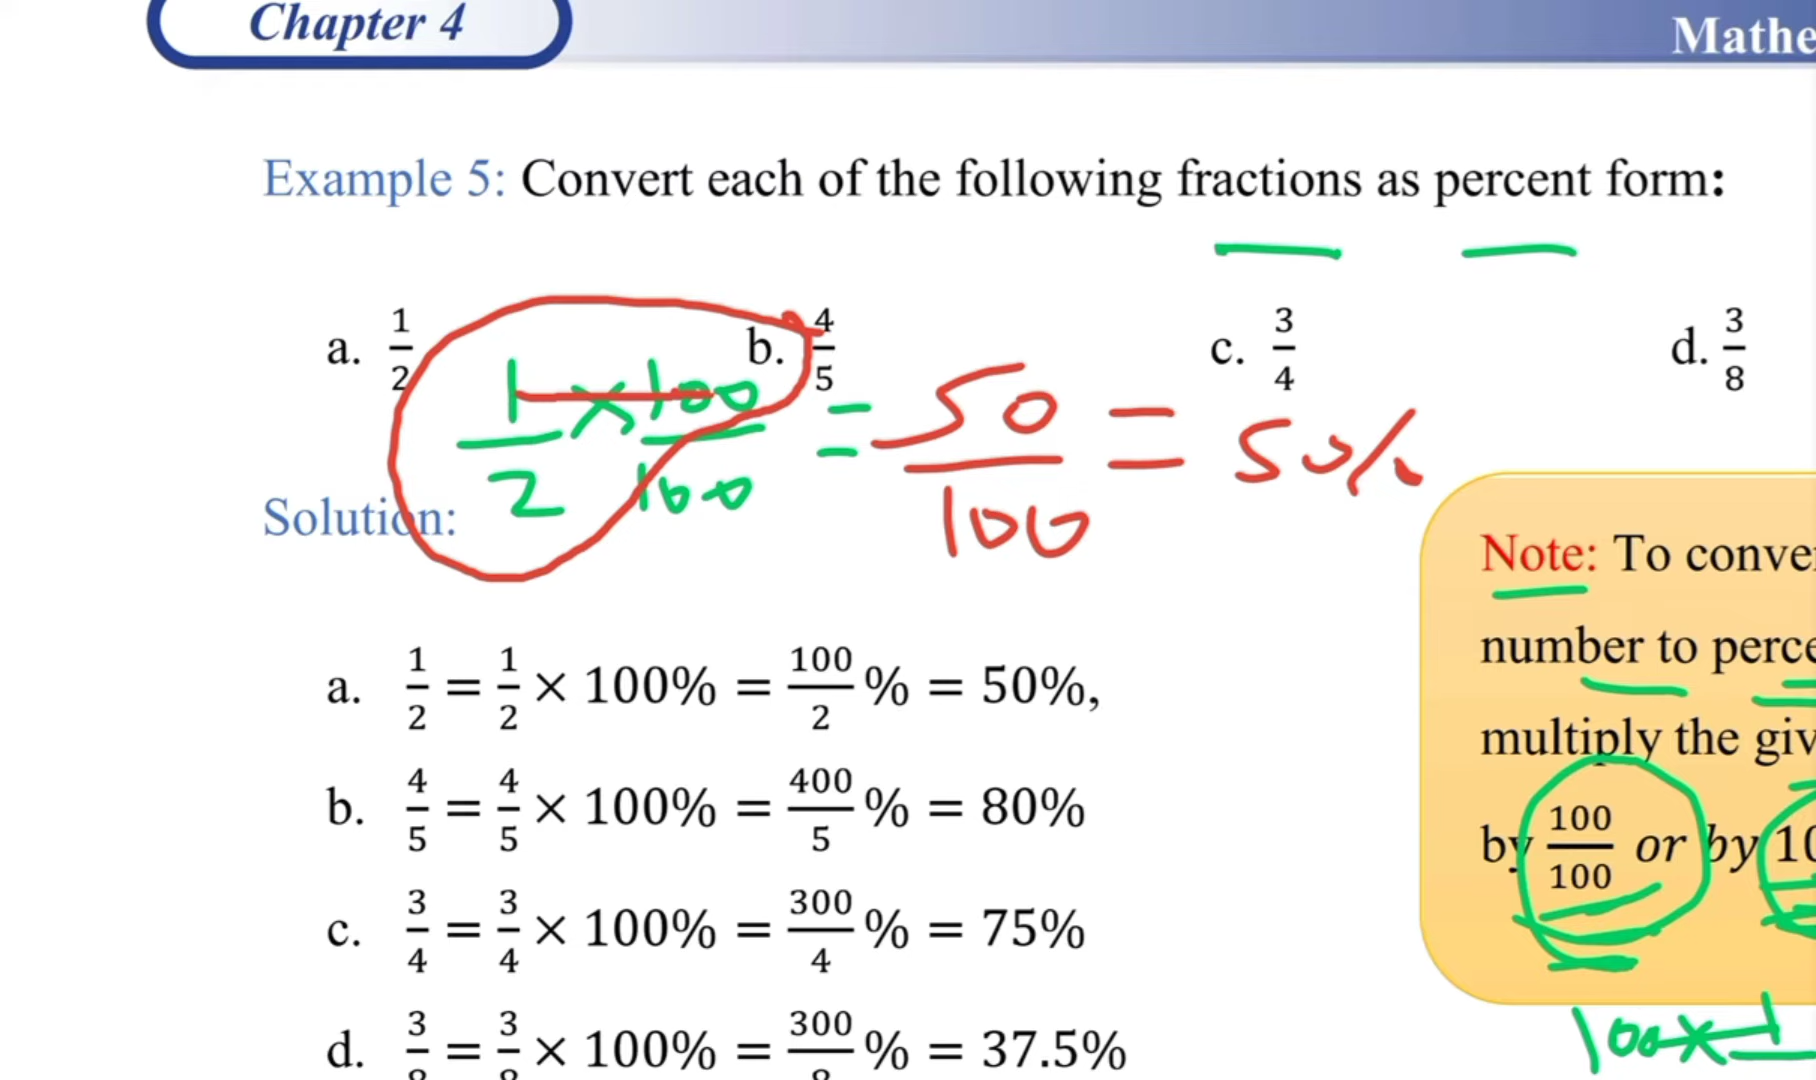 Chapter 4
Mathe
Example 5: Convert each of the following fractions as percent form:
a. 1/2 b. 4/5 c. 3/4 d. 3/8
1/2 × 100/100 = 50/100 = 50%
Solution:
Note: To conve
number to perce
multiply the giv
by 100/100 or by 10
100×1
a. 1/2 = 1/2 × 100% = 100/2 % = 50%,
b. 4/5 = 4/5 × 100% = 400/5 % = 80%
c. 3/4 = 3/4 × 100% = 300/4 % = 75%
d. 3/8 = 3/8 × 100% = 300/8 % = 37.5%